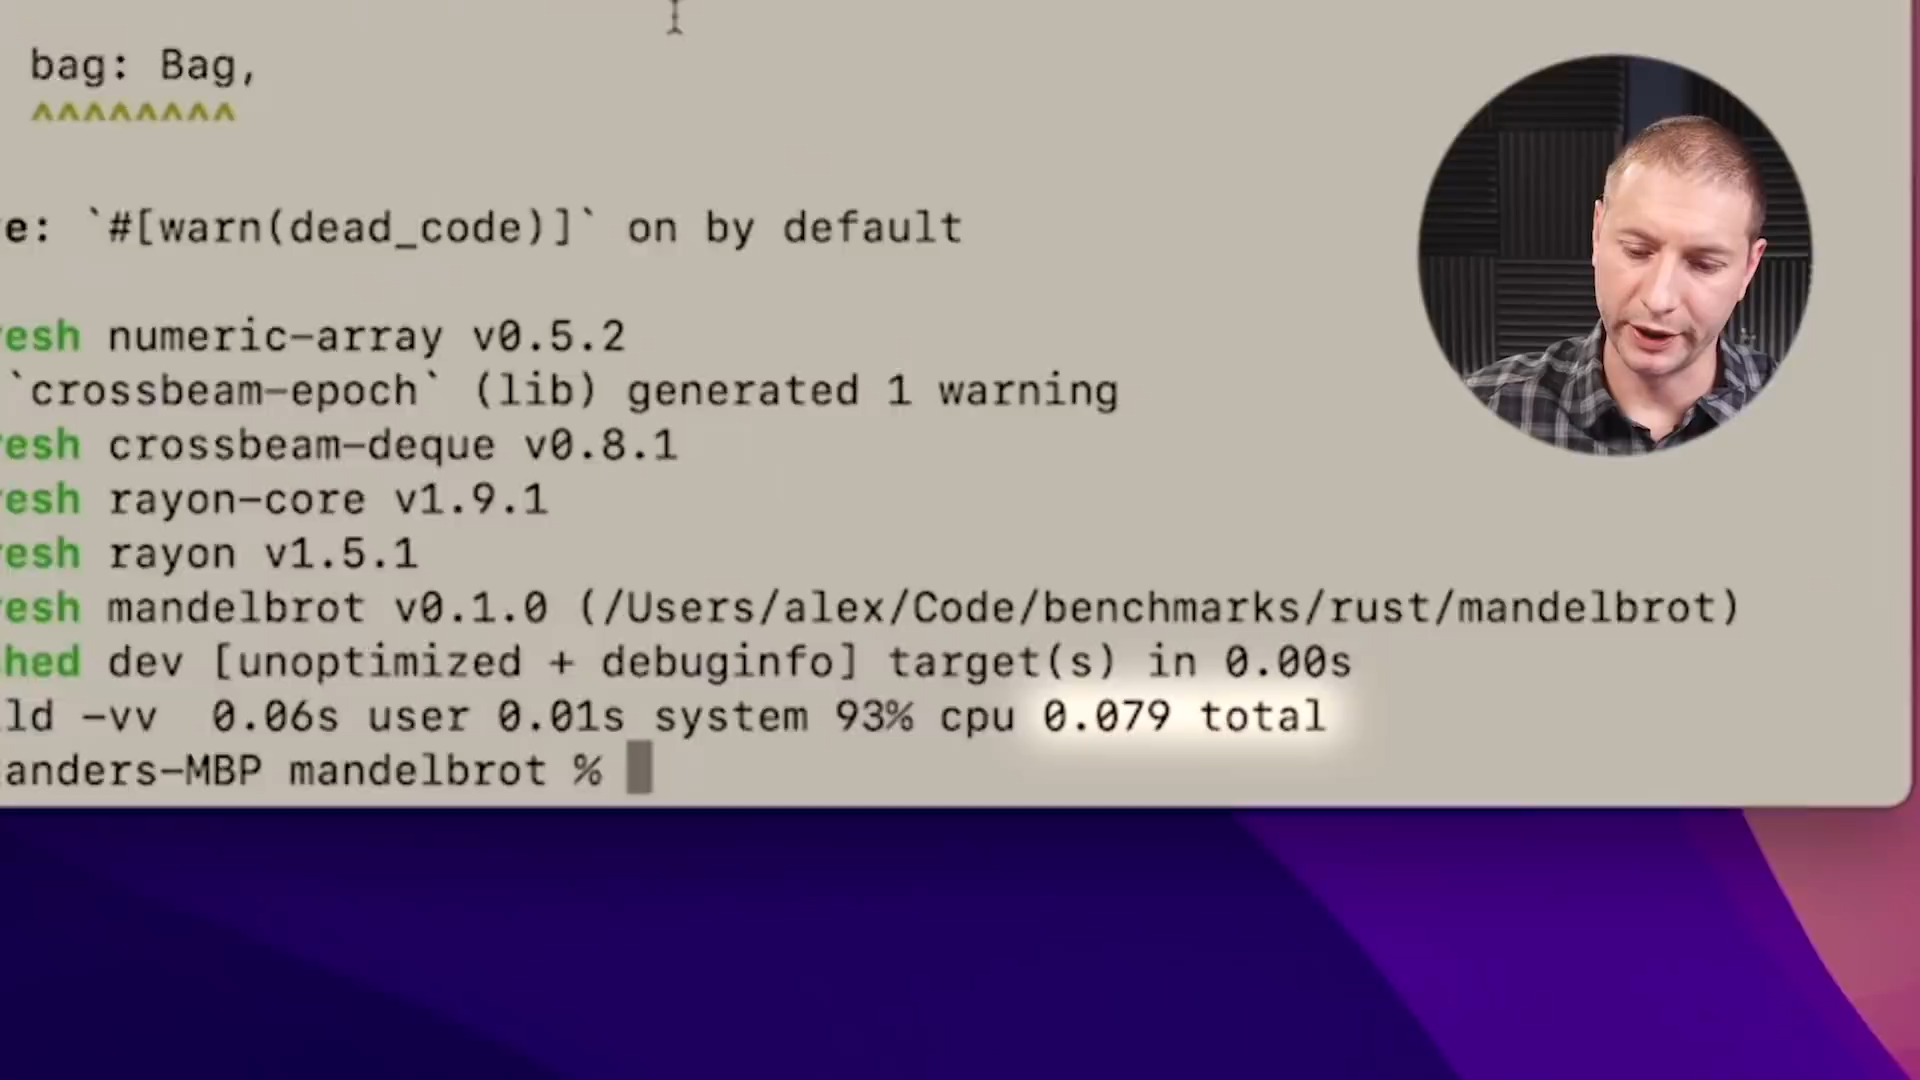 bag: Bag,
^^^^^^^^
e: `#[warn(dead_code)]` on by default
esh numeric-array v0.5.2
`crossbeam-epoch` (lib) generated 1 warning
esh crossbeam-deque v0.8.1
esh rayon-core v1.9.1
esh rayon v1.5.1
esh mandelbrot v0.1.0 (/Users/alex/Code/benchmarks/rust/mandelbrot)
hed dev [unoptimized + debuginfo] target(s) in 0.00s
ld -vv  0.06s user 0.01s system 93% cpu 0.079 total
anders-MBP mandelbrot %